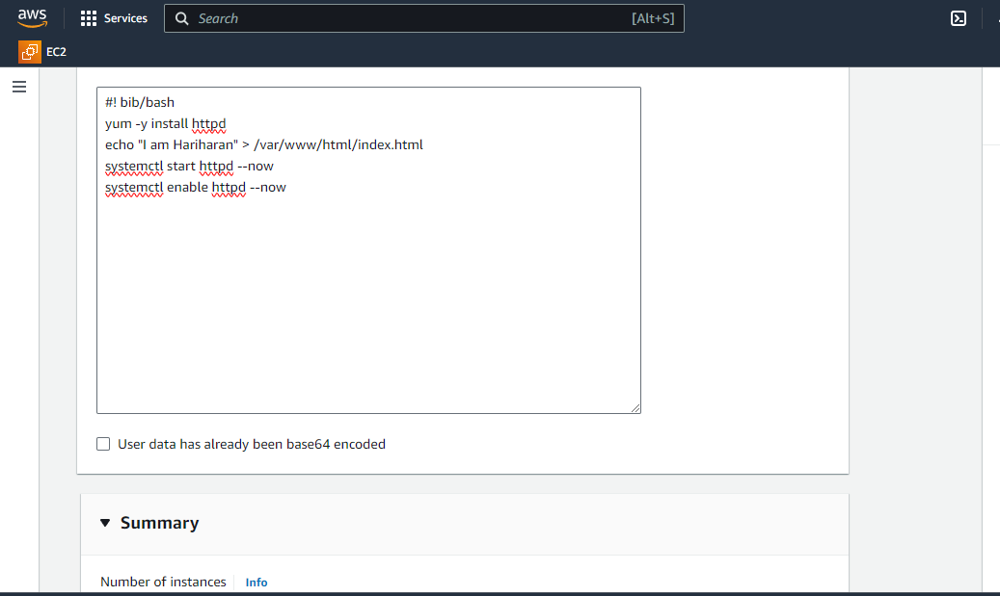 aws
Services
Search
[Alt+S]
EC2
#! bib/bash
yum -y install httpd
echo "I am Hariharan" > /var/www/html/index.html
systemctl start httpd --now
systemctl enable httpd --now
User data has already been base64 encoded
Summary
Number of instances
Info